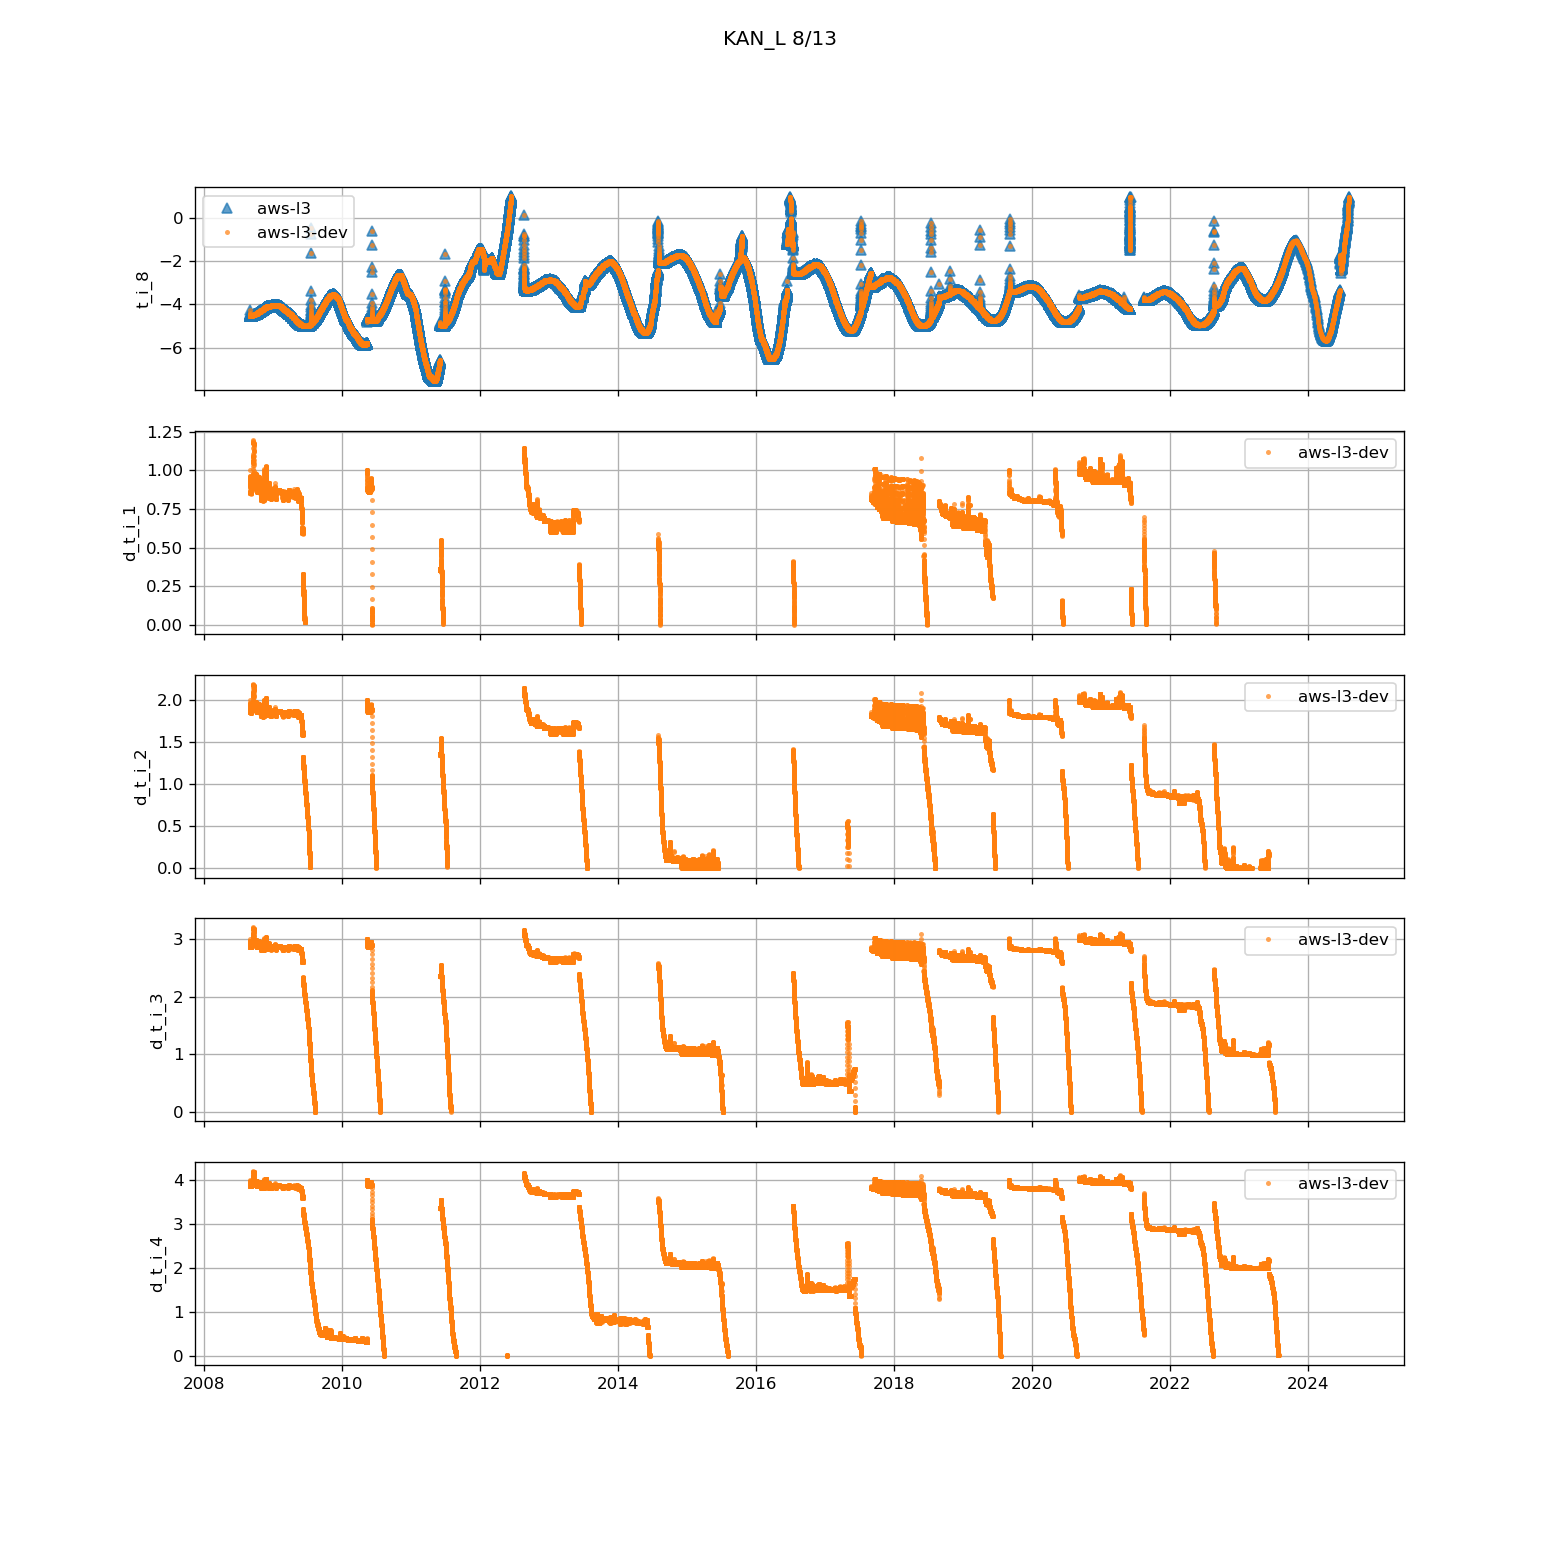 KAN_L 8/13
aws-l3
aws-l3-dev
t_i_8
0
−2
−4
−6
aws-l3-dev
d_t_i_1
1.25
1.00
0.75
0.50
0.25
0.00
aws-l3-dev
d_t_i_2
2.0
1.5
1.0
0.5
0.0
aws-l3-dev
d_t_i_3
3
2
1
0
aws-l3-dev
d_t_i_4
4
3
2
1
0
2008 2010 2012 2014 2016 2018 2020 2022 2024